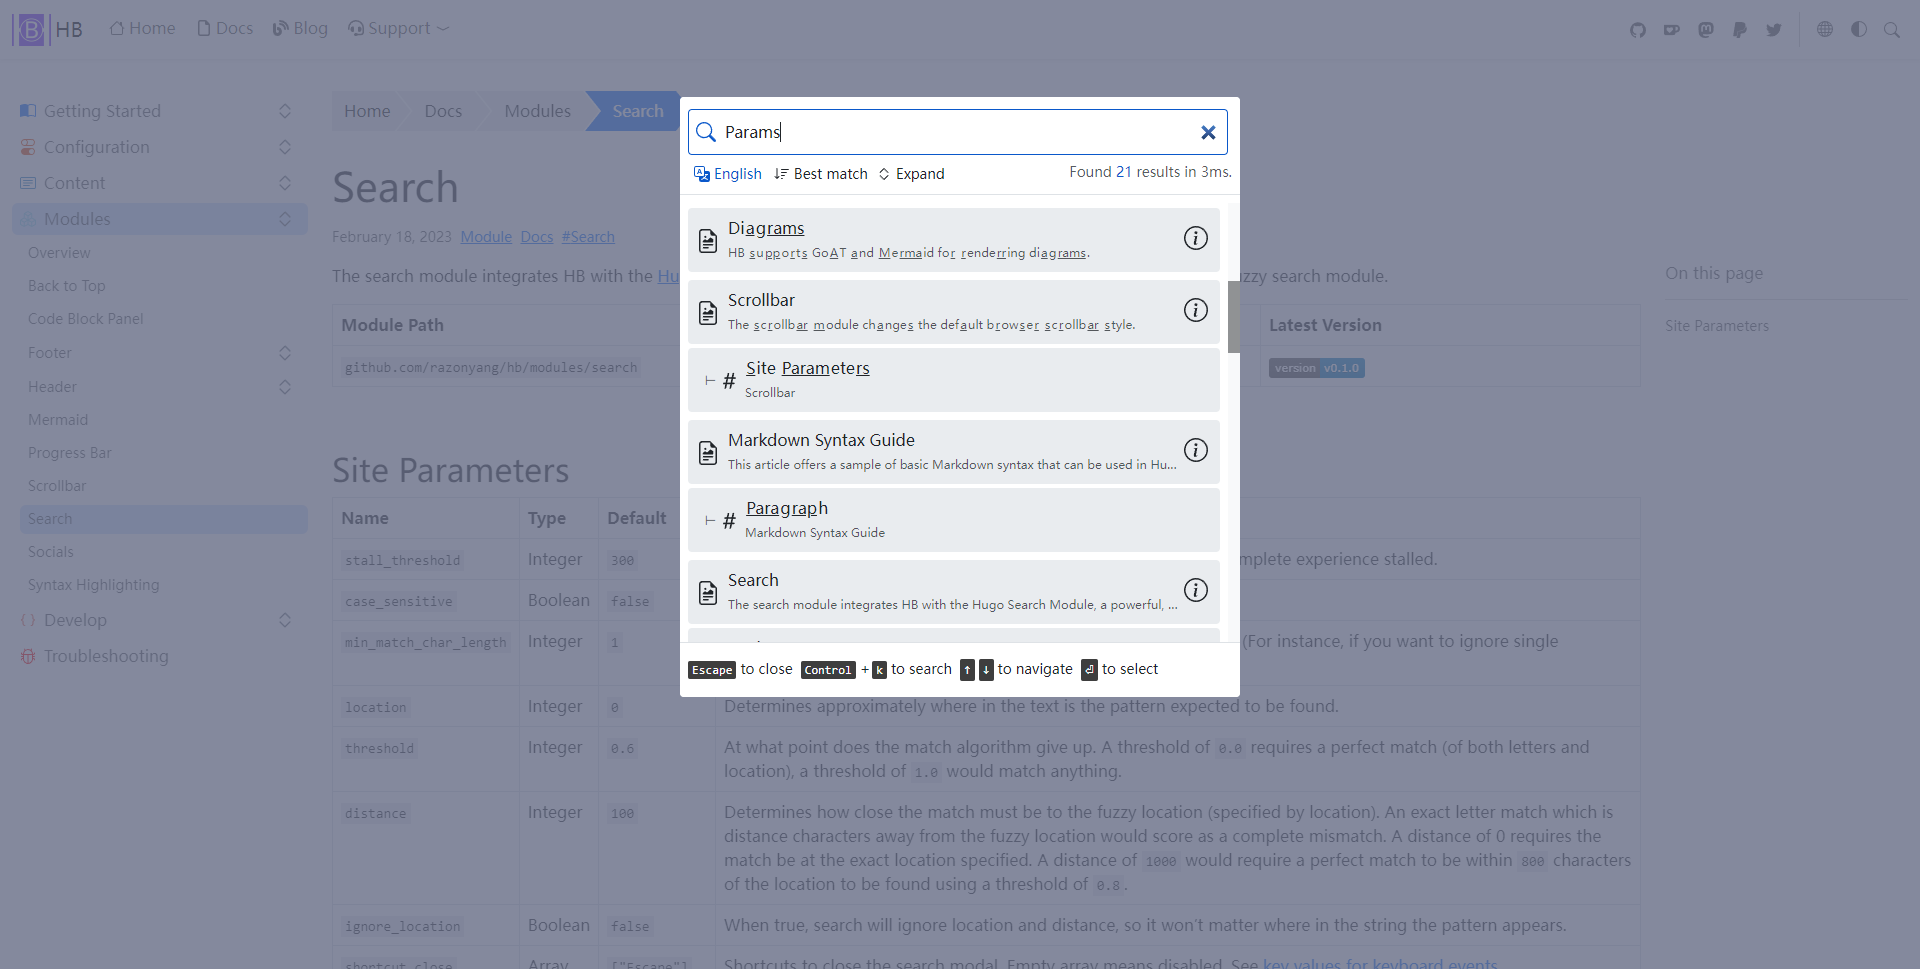 HB Home Docs Blog Support
Getting Started
Configuration
Content
Modules
Overview
Back to Top
Code Block Panel
Footer
Header
Mermaid
Progress Bar
Scrollbar
Search
Socials
Syntax Highlighting
Develop
Troubleshooting
Home Docs Modules Search
Search
February 18, 2023 Module Docs #Search
The search module integrates HB with the Hu
zzy search module.
Module Path
Latest Version
github.com/razonyang/hb/modules/search
version v0.1.0
Site Parameters
Name Type Default
stall_threshold Integer 300
mplete experience stalled.
case_sensitive Boolean false
min_match_char_length Integer 1
(For instance, if you want to ignore single
location Integer 0 Determines approximately where in the text is the pattern expected to be found.
threshold Integer 0.6 At what point does the match algorithm give up. A threshold of 0.0 requires a perfect match (of both letters and
location), a threshold of 1.0 would match anything.
distance Integer 100 Determines how close the match must be to the fuzzy location (specified by location). An exact letter match which is
distance characters away from the fuzzy location would score as a complete mismatch. A distance of 0 requires the
match be at the exact location specified. A distance of 1000 would require a perfect match to be within 800 characters
of the location to be found using a threshold of 0.8.
ignore_location Boolean false When true, search will ignore location and distance, so it won't matter where in the string the pattern appears.
shortcut_close Array ["Escape"] Shortcuts to close the search modal. Empty array means disabled. See key values for keyboard events
On this page
Site Parameters
Params
English Best match Expand Found 21 results in 3ms.
Diagrams
HB supports GoAT and Mermaid for renderring diagrams.
Scrollbar
The scrollbar module changes the default browser scrollbar style.
# Site Parameters
Scrollbar
Markdown Syntax Guide
This article offers a sample of basic Markdown syntax that can be used in Hu...
# Paragraph
Markdown Syntax Guide
Search
The search module integrates HB with the Hugo Search Module, a powerful, ...
Escape to close Control + k to search ↑ ↓ to navigate ⏎ to select